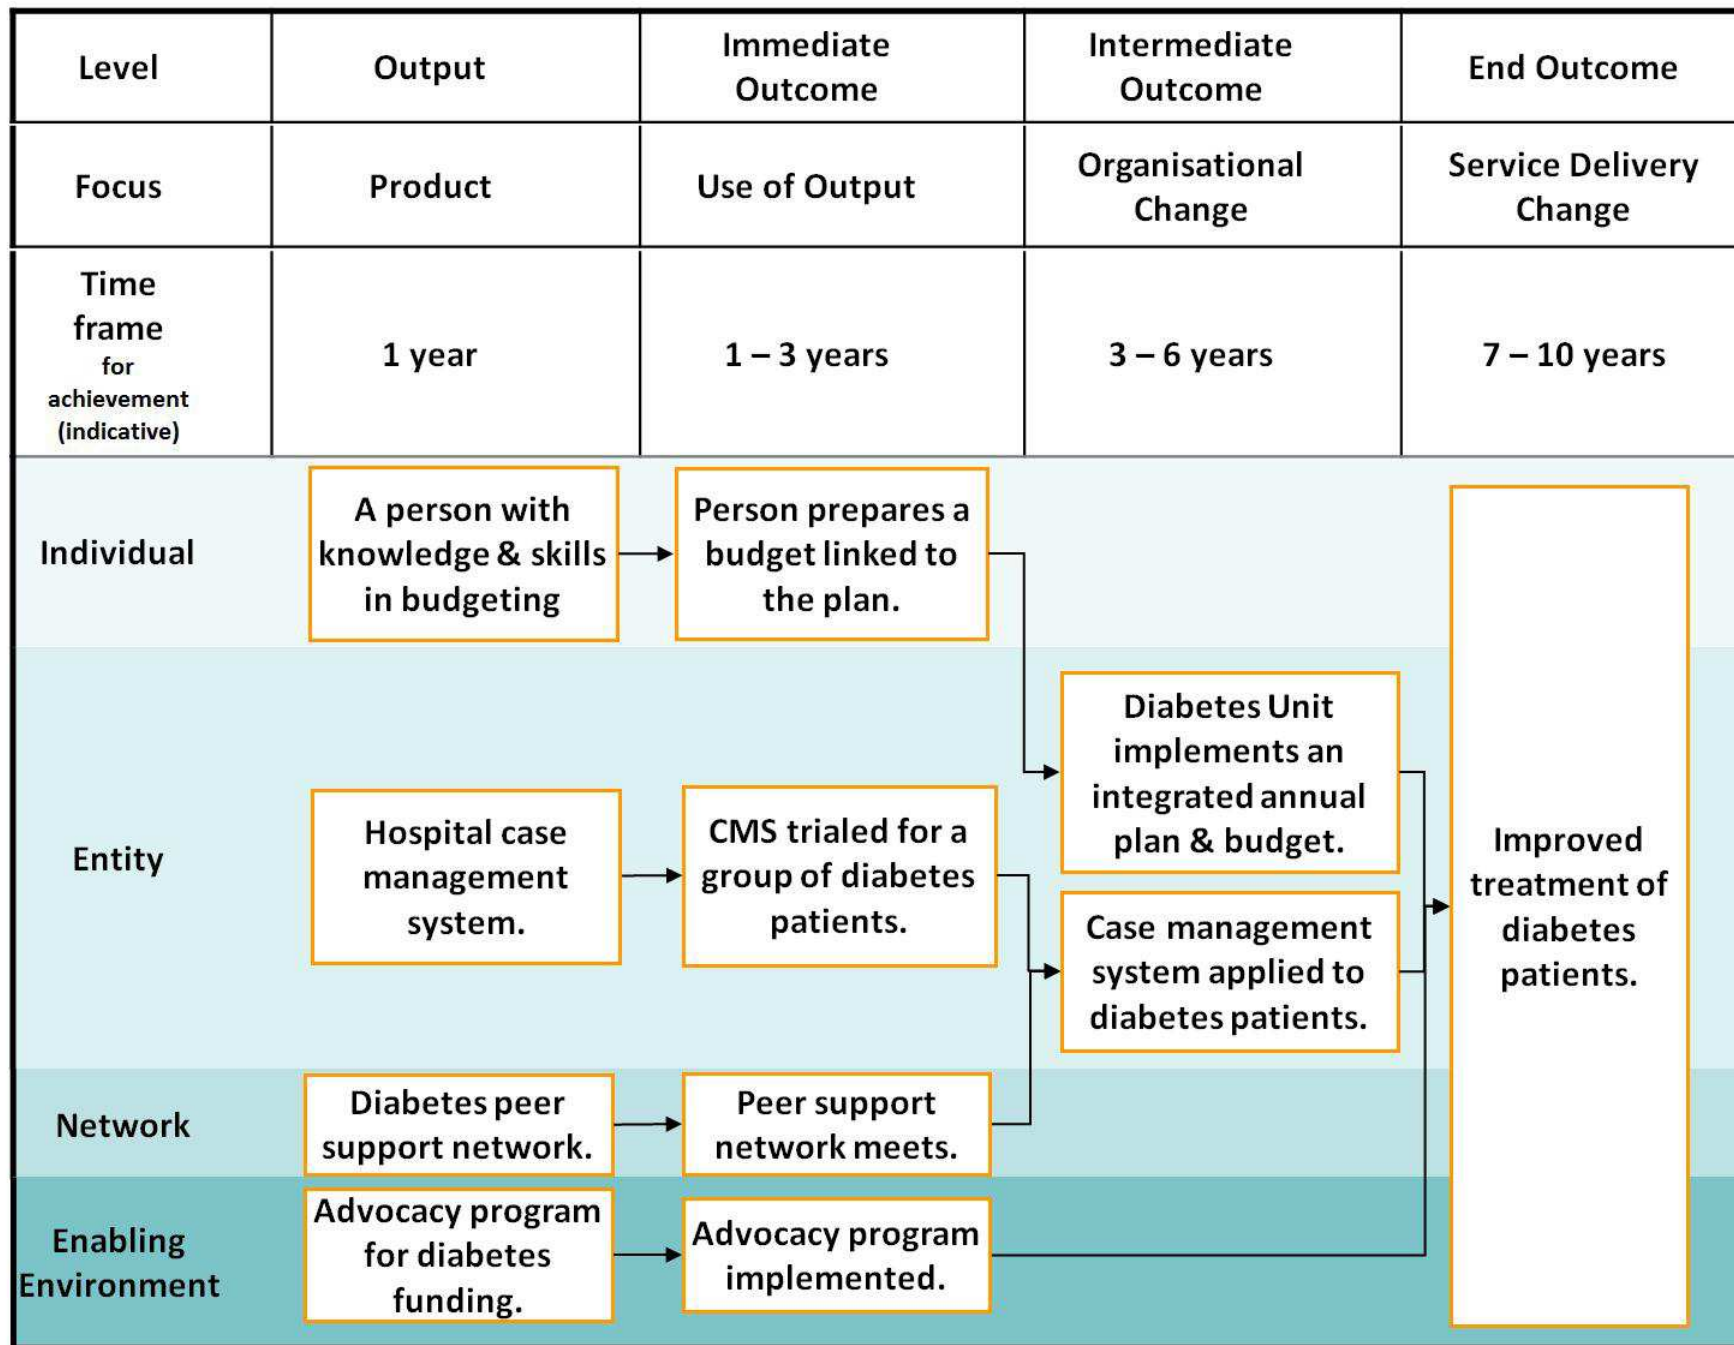 Level
Output
Immediate
Outcome
Intermediate
Outcome
End Outcome
Focus
Product
Use of Output
Organisational
Change
Service Delivery
Change
Time
frame
for
achievement
(indicative)
1 year
1 – 3 years
3 – 6 years
7 – 10 years
Individual
A person with
knowledge & skills
in budgeting
Person prepares a
budget linked to
the plan.
Entity
Hospital case
management
system.
CMS trialed for a
group of diabetes
patients.
Diabetes Unit
implements an
integrated annual
plan & budget.
Case management
system applied to
diabetes patients.
Improved
treatment of
diabetes
patients.
Network
Diabetes peer
support network.
Peer support
network meets.
Enabling
Environment
Advocacy program
for diabetes
funding.
Advocacy program
implemented.